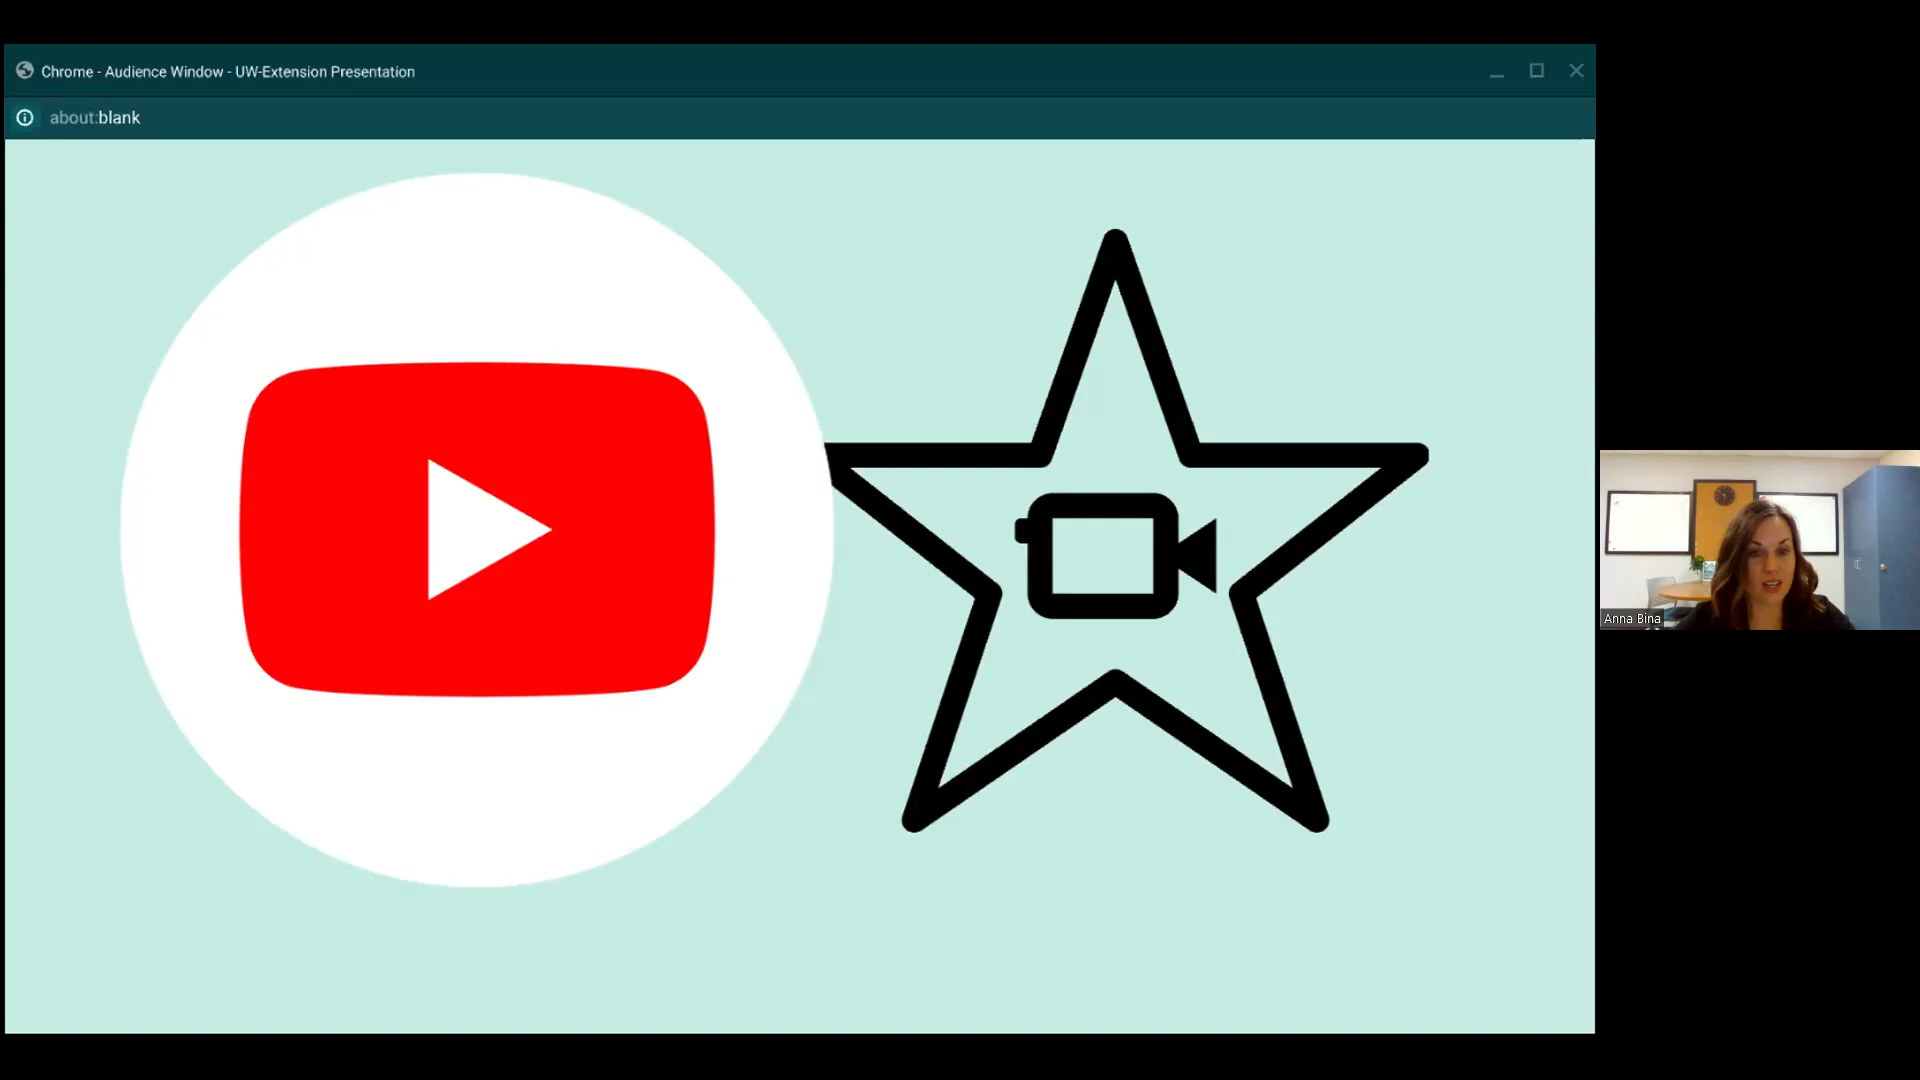 Chrome - Audience Window - UW-Extension Presentation
about:blank
Anna Bina